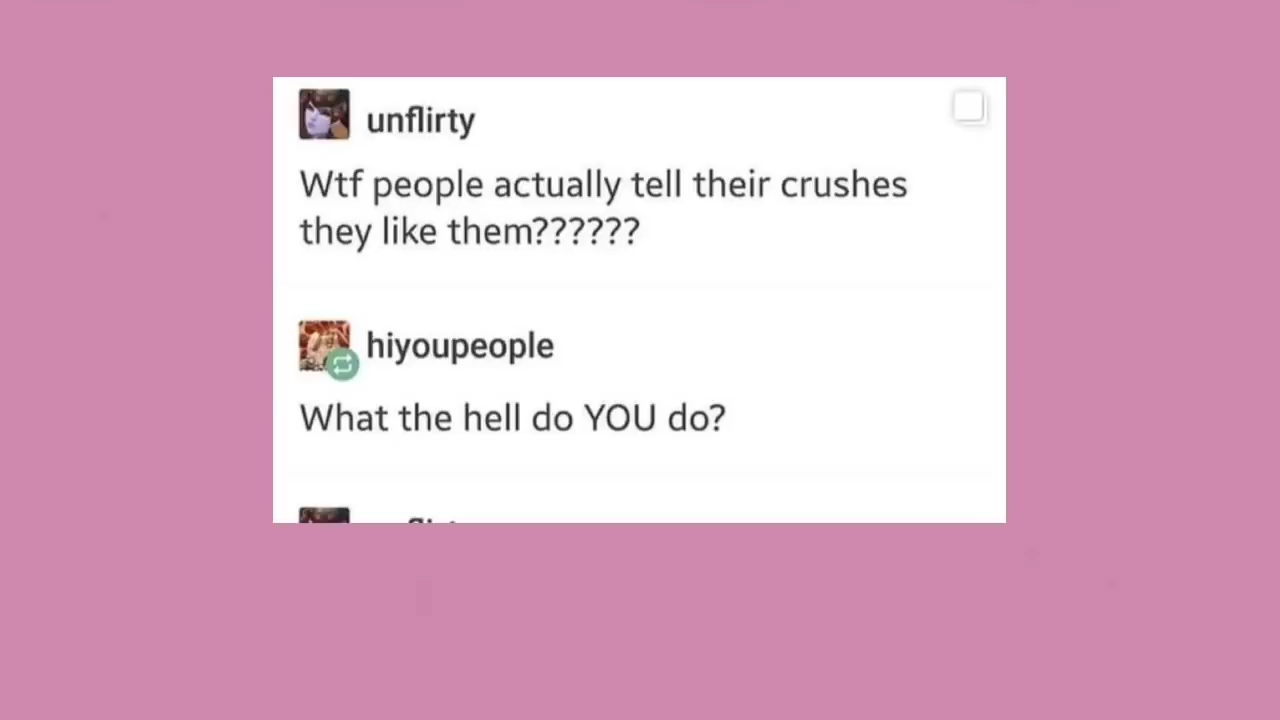 unflirty
Wtf people actually tell their crushes
they like them??????
hiyoupeople
What the hell do YOU do?